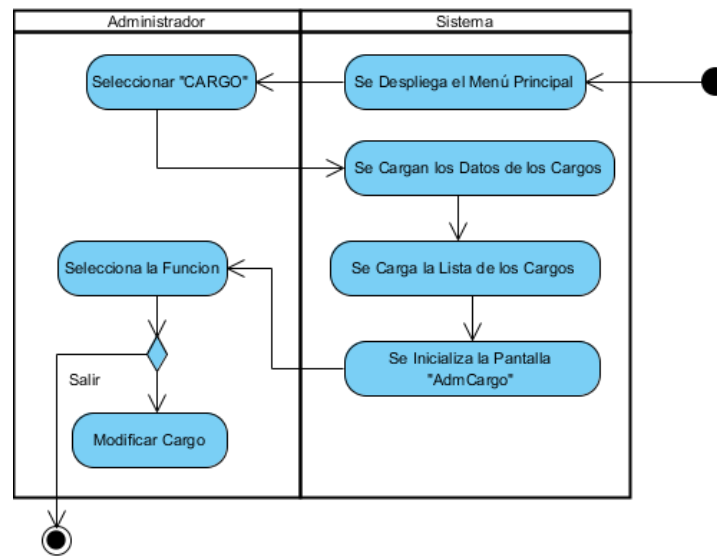 Administrador
Sistema
Seleccionar "CARGO"
Se Despliega el Menú Principal
Se Cargan los Datos de los Cargos
Selecciona la Funcion
Se Carga la Lista de los Cargos
Se Inicializa la Pantalla
"AdmCargo"
Salir
Modificar Cargo